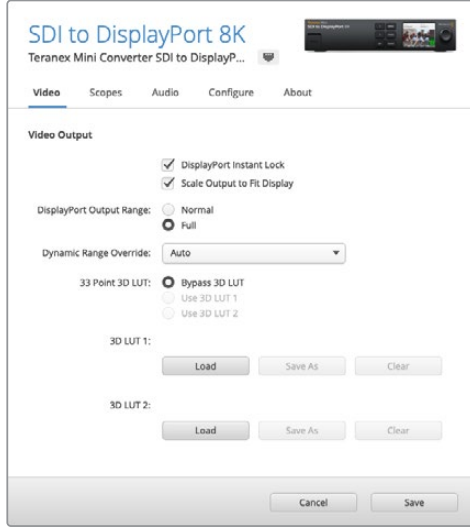 SDI to DisplayPort 8K
Teranex Mini Converter SDI to DisplayP...
Video Scopes Audio Configure About
Video Output
DisplayPort Instant Lock
Scale Output to Fit Display
DisplayPort Output Range: Normal
Full
Dynamic Range Override: Auto
33 Point 3D LUT: Bypass 3D LUT
Use 3D LUT 1
Use 3D LUT 2
3D LUT 1:
Load Save As Clear
3D LUT 2:
Load Save As Clear
Cancel Save